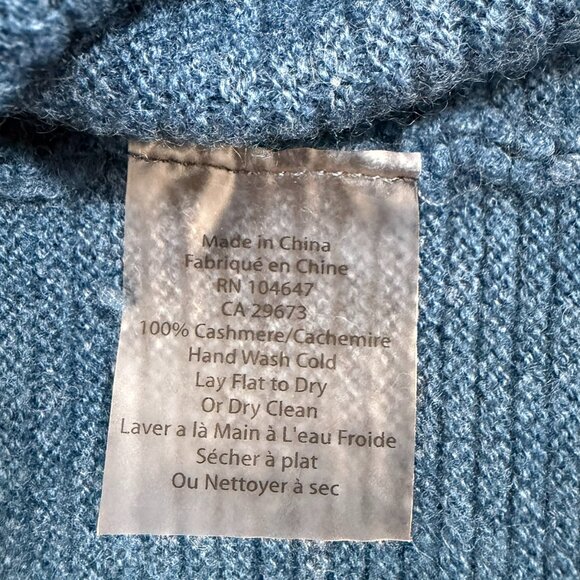 Made in China
Fabriqué en Chine
RN 104647
CA 29673
100% Cashmere/Cachemire
Hand Wash Cold
Lay Flat to Dry
Or Dry Clean
Laver a là Main à L'eau Froide
Sécher à plat
Ou Nettoyer à sec